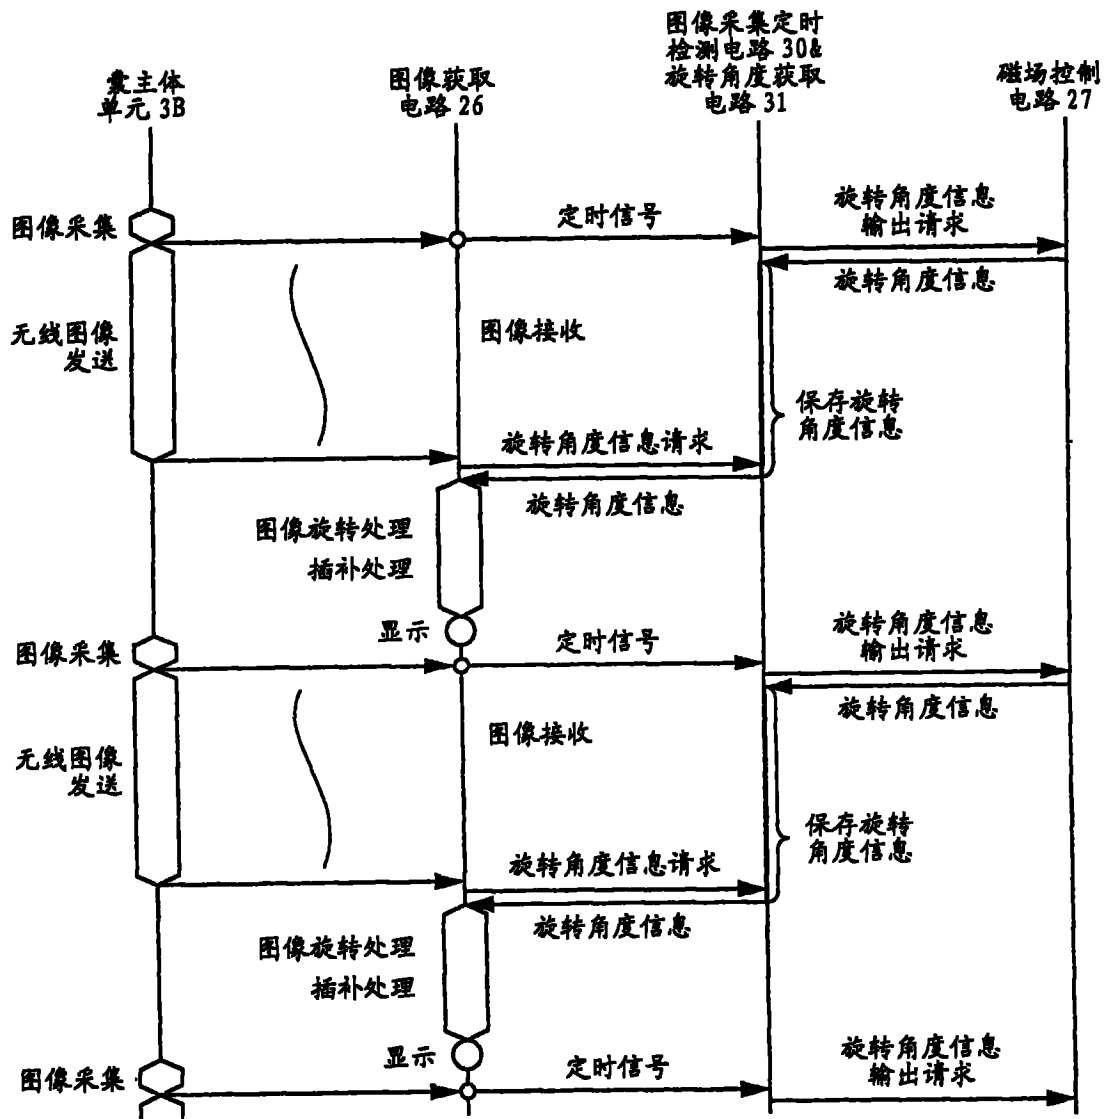 囊主体
单元 3B
图像获取
电路 26
图像采集定时
检测电路 30&
旋转角度获取
电路 31
磁场控制
电路 27
图像采集
定时信号
旋转角度信息
输出请求
旋转角度信息
无线图像
发送
图像接收
保存旋转
角度信息
旋转角度信息请求
旋转角度信息
图像旋转处理
插补处理
显示
图像采集
定时信号
旋转角度信息
输出请求
旋转角度信息
无线图像
发送
图像接收
保存旋转
角度信息
旋转角度信息请求
旋转角度信息
图像旋转处理
插补处理
显示
图像采集
定时信号
旋转角度信息
输出请求